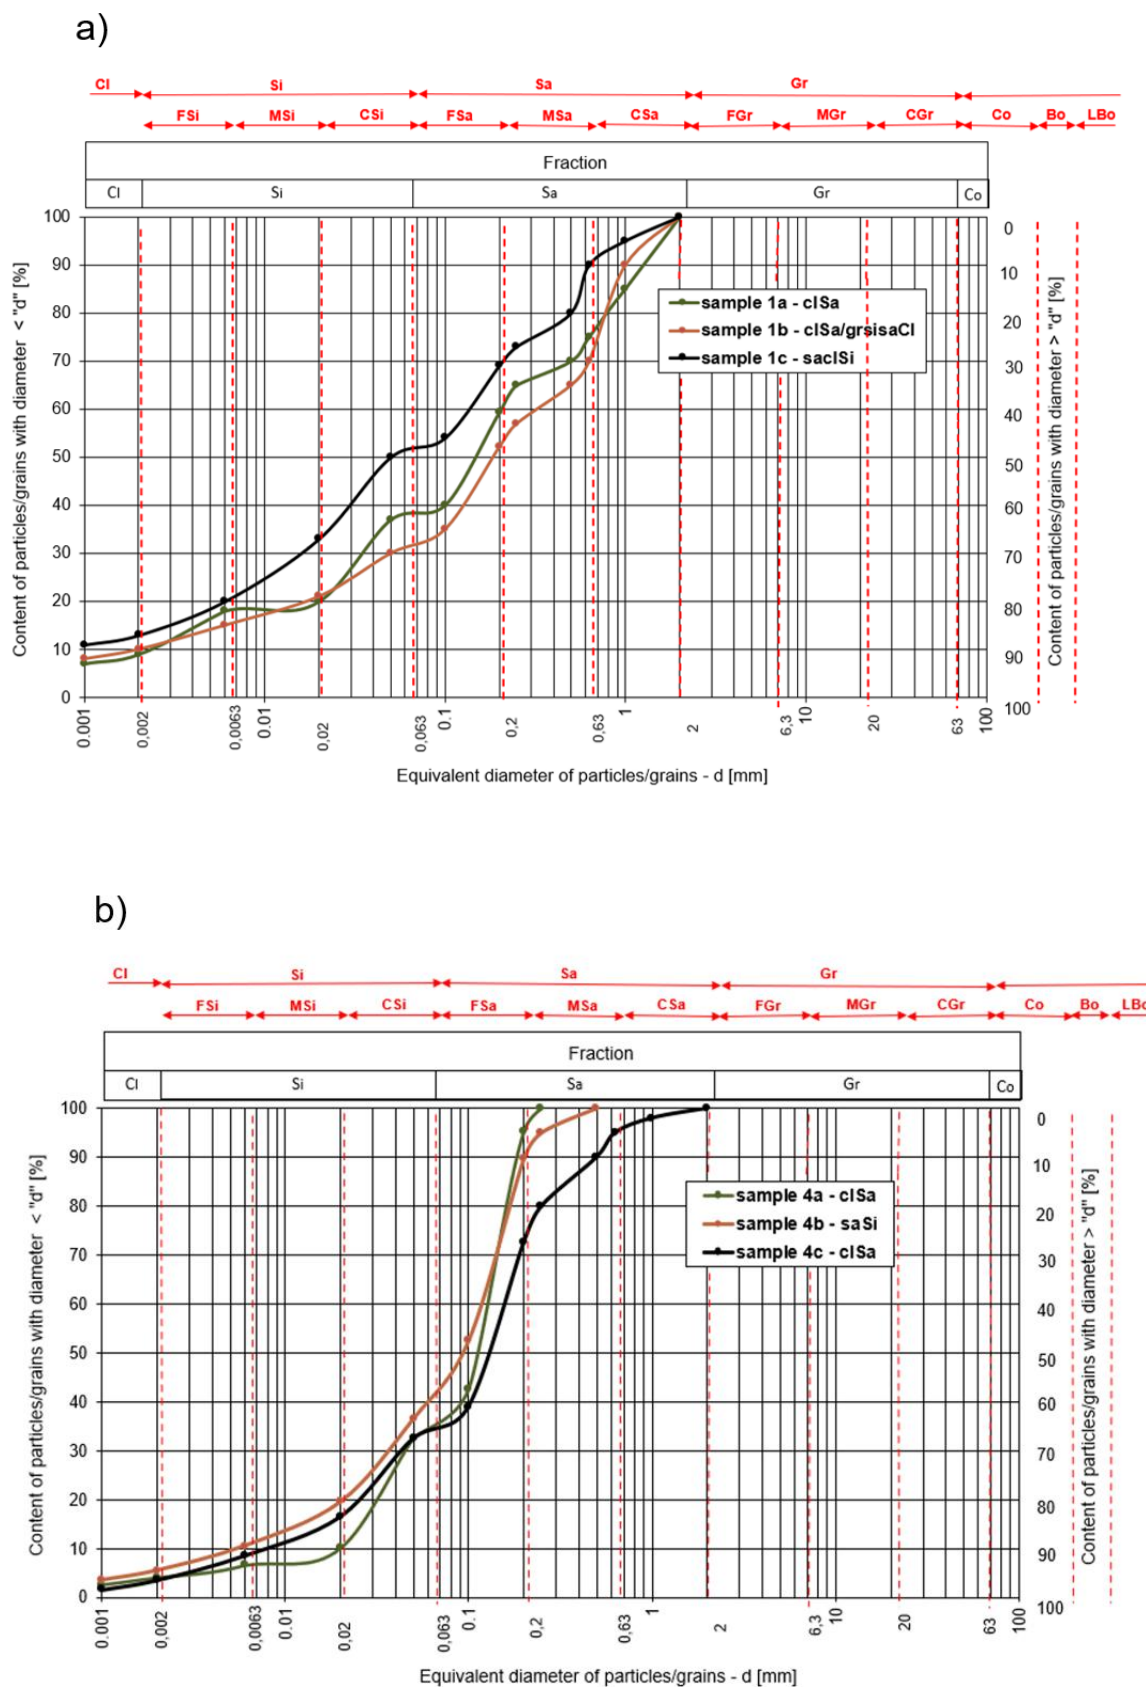 a)
Cl Si Sa Gr
FSi MSi CSi FSa MSa CSa FGr MGr CGr Co Bo LBo
Fraction
Cl Si Sa Gr Co
Content of particles/grains with diameter < "d" [%]
100
90
80
70
60
50
40
30
20
10
0
sample 1a - clSa
sample 1b - clSa/grsisaCl
sample 1c - saclSi
0
10
20
30
40
50
60
70
80
90
100
Content of particles/grains with diameter > "d" [%]
0.001 0,002 0,0063 0.01 0,02 0,063 0.1 0,2 0,63 1 2 6,3 10 20 63 100
Equivalent diameter of particles/grains - d [mm]
b)
Cl Si Sa Gr
FSi MSi CSi FSa MSa CSa FGr MGr CGr Co Bo LBo
Fraction
Cl Si Sa Gr Co
Content of particles/grains with diameter < "d" [%]
100
90
80
70
60
50
40
30
20
10
0
sample 4a - clSa
sample 4b - saSi
sample 4c - clSa
0
10
20
30
40
50
60
70
80
90
100
Content of particles/grains with diameter > "d" [%]
0.001 0,002 0,0063 0.01 0,02 0,063 0.1 0,2 0,63 1 2 6,3 10 20 63 100
Equivalent diameter of particles/grains - d [mm]